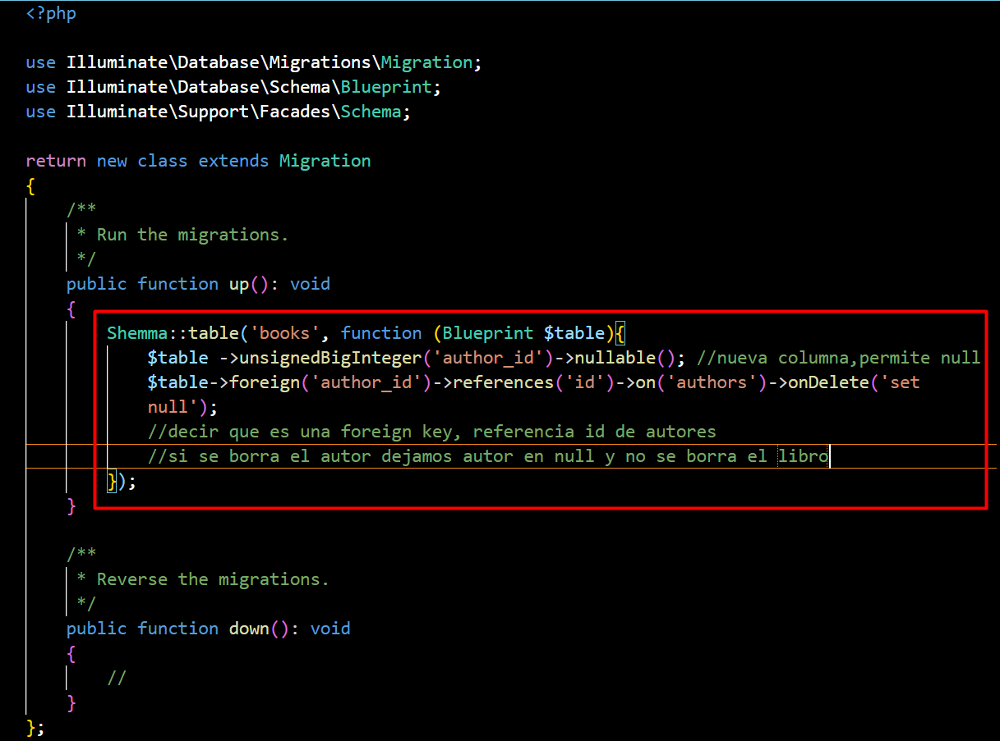 <?php
use Illuminate\Database\Migrations\Migration;
use Illuminate\Database\Schema\Blueprint;
use Illuminate\Support\Facades\Schema;
return new class extends Migration
{
/**
* Run the migrations.
*/
public function up(): void
{
Shemma::table('books', function (Blueprint $table){
$table ->unsignedBigInteger('author_id')->nullable(); //nueva columna,permite null
$table->foreign('author_id')->references('id')->on('authors')->onDelete('set
null');
//decir que es una foreign key, referencia id de autores
//si se borra el autor dejamos autor en null y no se borra el libro
});
}
/**
* Reverse the migrations.
*/
public function down(): void
{
//
}
};